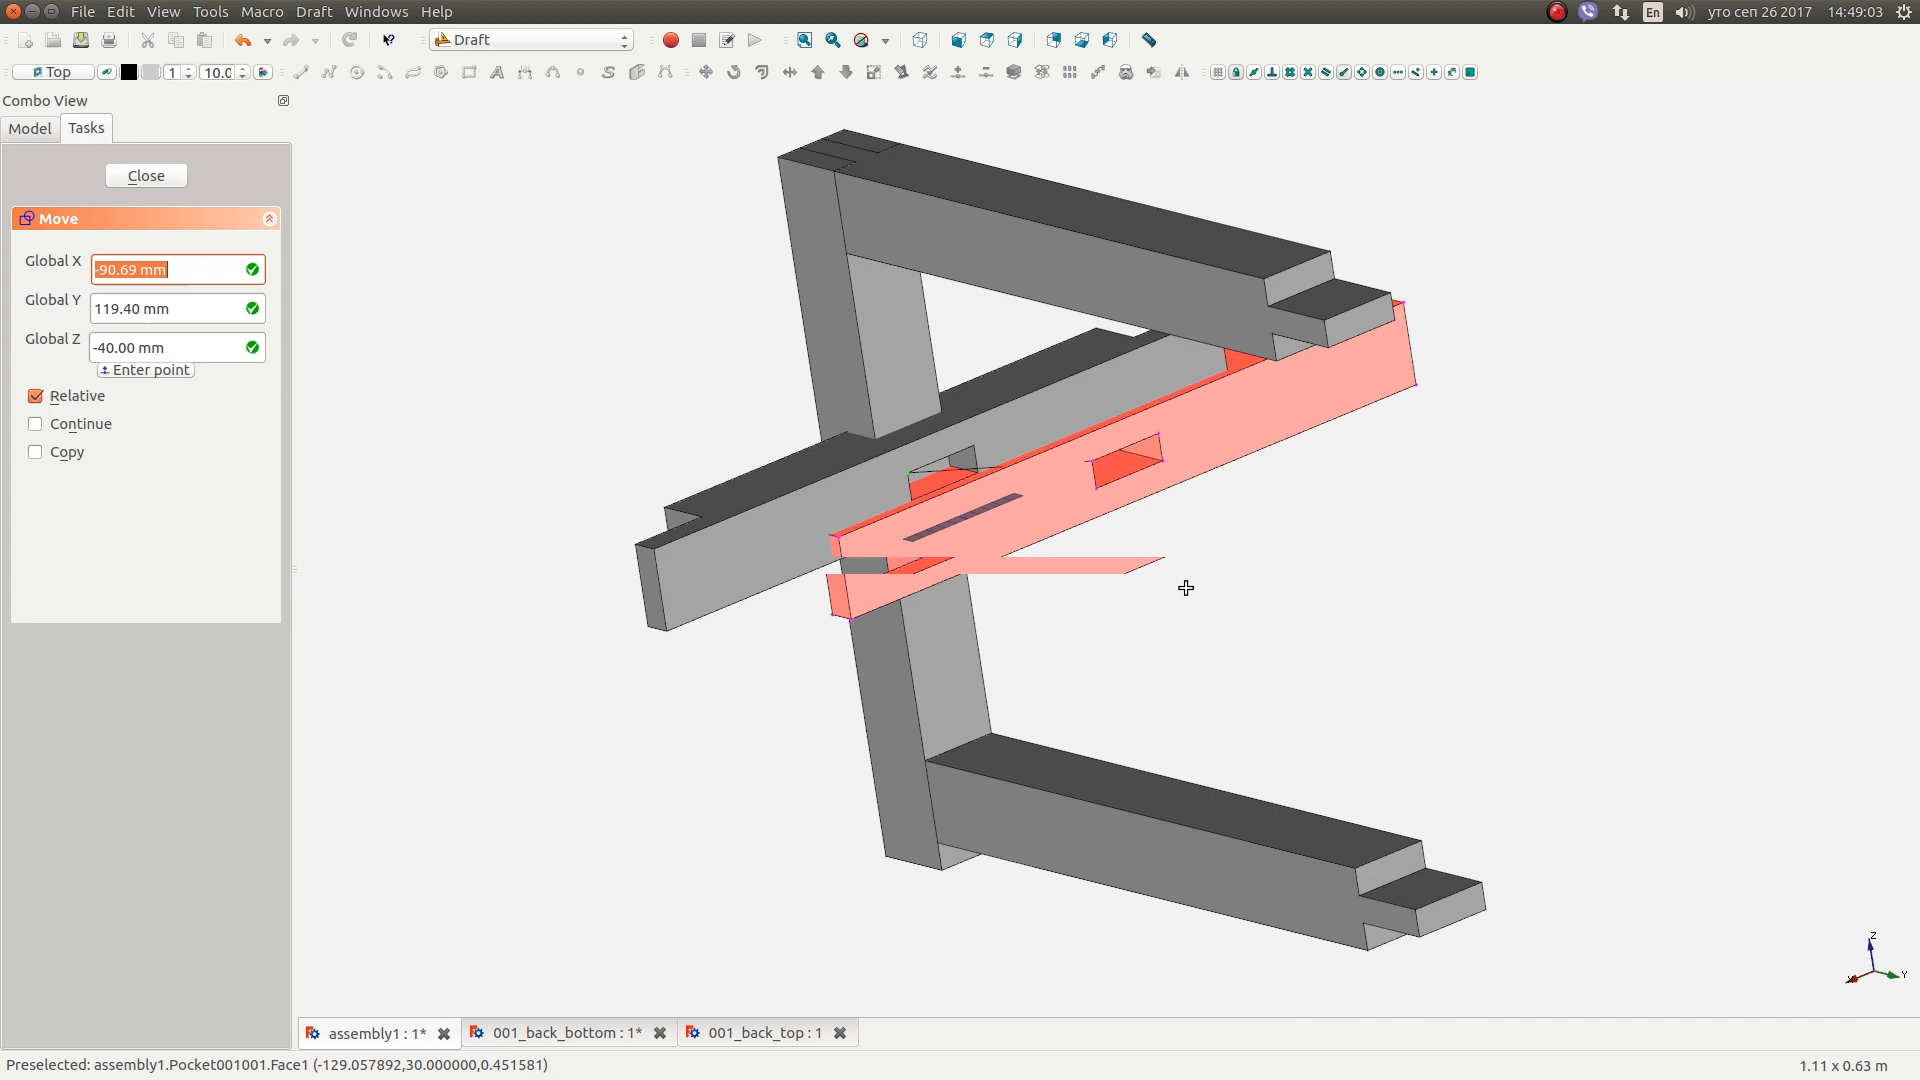 File Edit View Tools Macro Draft Windows Help
En
уто сеп 26 2017 14:49:03
Draft
Top
1
10.0
Combo View
Model Tasks
Close
Move
Global X -90.69 mm
Global Y 119.40 mm
Global Z -40.00 mm
Enter point
Relative
Continue
Copy
Z
X Y
assembly1 : 1* 001_back_bottom : 1* 001_back_top : 1
Preselected: assembly1.Pocket001001.Face1 (-129.057892,30.000000,0.451581)
1.11 x 0.63 m